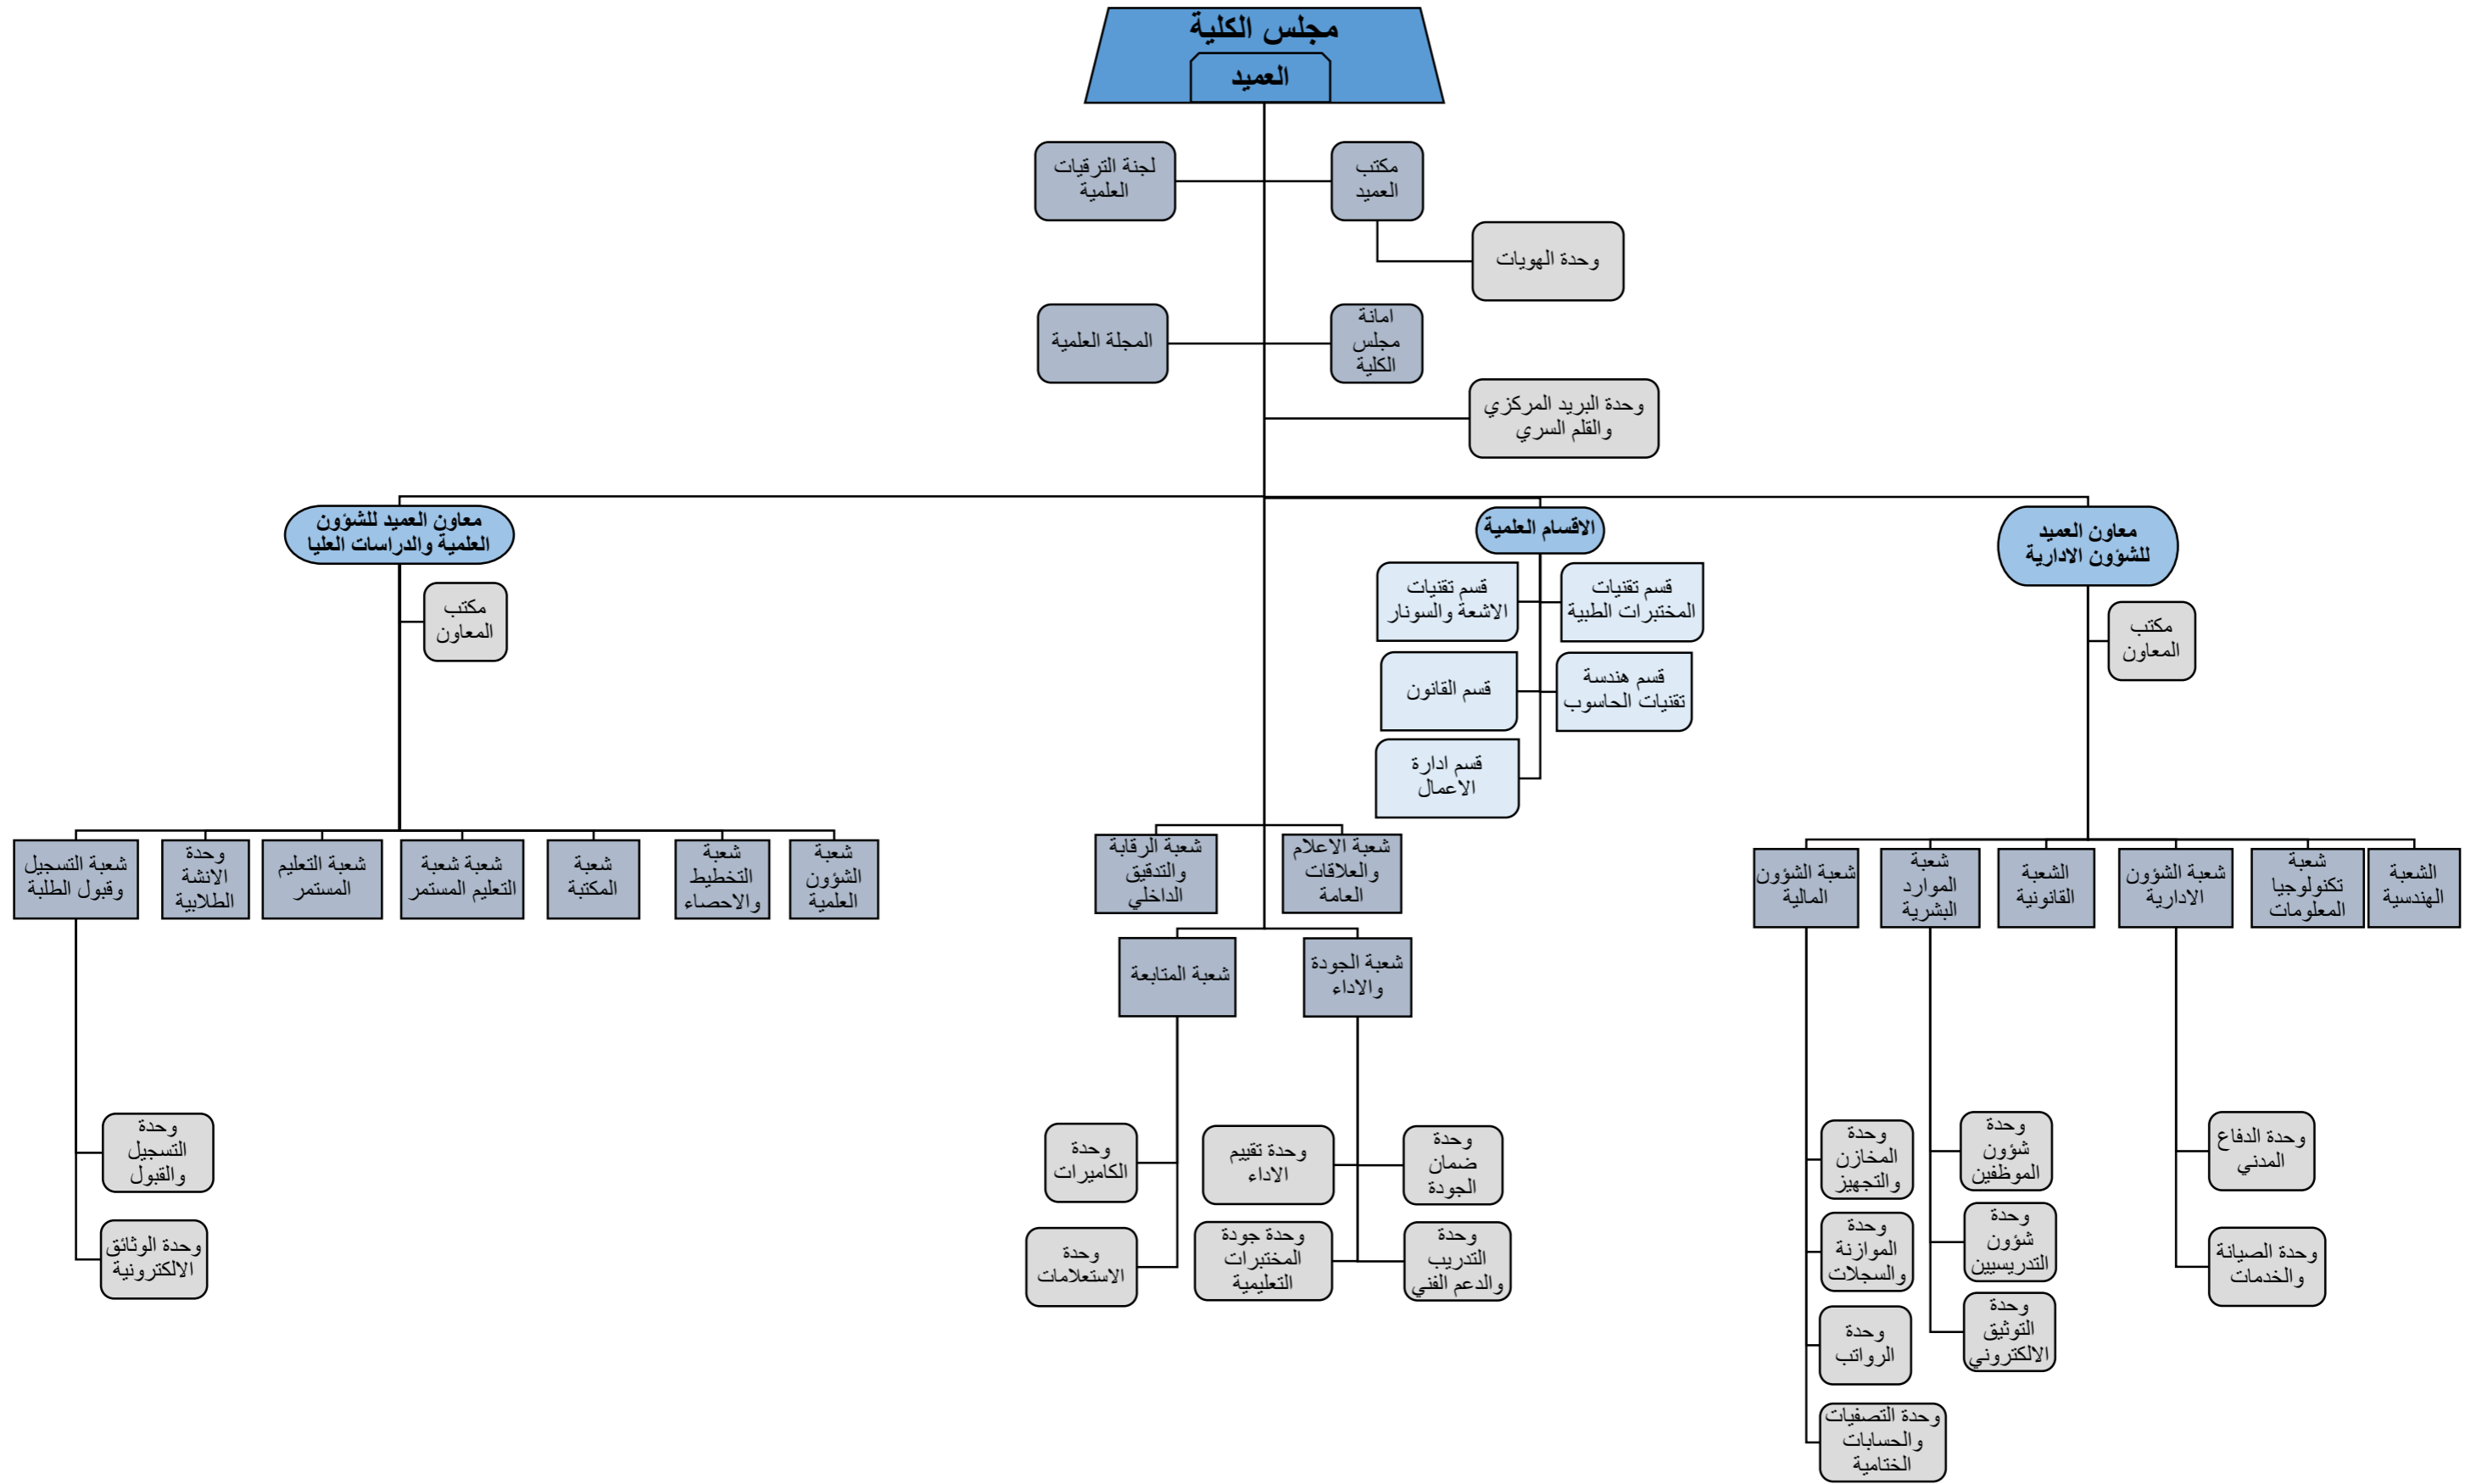 مجلس الكلية
العميد
مكتب
العميد
لجنة الترقيات
العلمية
وحدة الهويات
امانة
مجلس
الكلية
المجلة العلمية
وحدة البريد المركزي
والقلم السري
معاون العميد
للشؤون الادارية
الاقسام العلمية
معاون العميد للشؤون
العلمية والدراسات العليا
مكتب
المعاون
قسم تقنيات
المختبرات الطبية
قسم تقنيات
الاشعة والسونار
مكتب
المعاون
قسم هندسة
تقنيات الحاسوب
قسم القانون
قسم ادارة
الاعمال
الشعبة
الهندسية
شعبة
تكنولوجيا
المعلومات
شعبة الشؤون
الادارية
الشعبة
القانونية
شعبة
الموارد
البشرية
شعبة الشؤون
المالية
شعبة الاعلام
والعلاقات
العامة
شعبة الرقابة
والتدقيق
الداخلي
شعبة
الشؤون
العلمية
شعبة
التخطيط
والاحصاء
شعبة
المكتبة
شعبة شعبة
التعليم المستمر
شعبة التعليم
المستمر
وحدة
الانشة
الطلابية
شعبة التسجيل
وقبول الطلبة
شعبة الجودة
والاداء
شعبة المتابعة
وحدة الدفاع
المدني
وحدة الصيانة
والخدمات
وحدة
شؤون
الموظفين
وحدة
شؤون
التدريسيين
وحدة
التوثيق
الالكتروني
وحدة
المخازن
والتجهيز
وحدة
الموازنة
والسجلات
وحدة
الرواتب
وحدة التصفيات
والحسابات
الختامية
وحدة
ضمان
الجودة
وحدة تقييم
الاداء
وحدة
التدريب
والدعم الفني
وحدة جودة
المختبرات
التعليمية
وحدة
الكاميرات
وحدة
الاستعلامات
وحدة
التسجيل
والقبول
وحدة الوثائق
الالكترونية